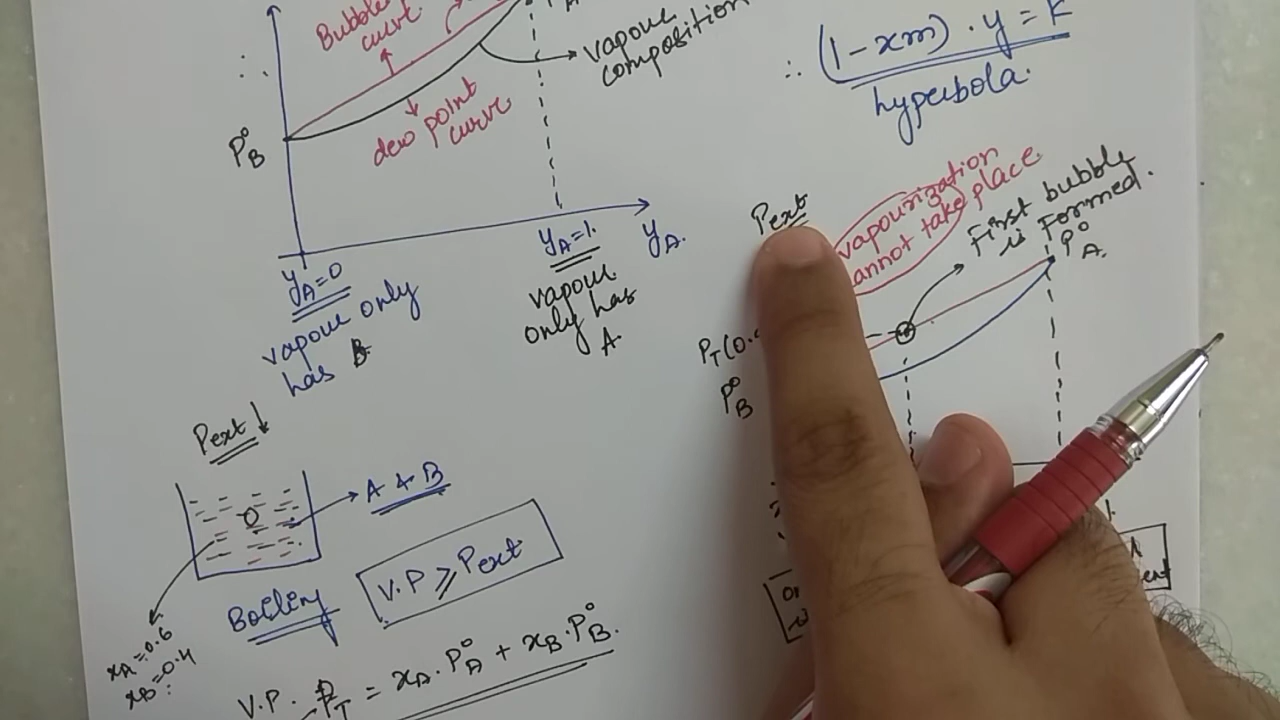 Bubble
curve
vapour
composition
dew point
curve
P°B
yA=0
yA=1.
yA.
vapour only
has B
vapour
only has
A
∴ (1-xm).y = K
hyperbola.
Pext
vapourization
cannot take place
First bubble
is formed.
P°A
PT(0.
P°B
Pext ↓
A & B
V.P ⩾ Pext
Boiling
xA=0.6
xB=0.4
V.P. PT = xA.P°A + xB.P°B.